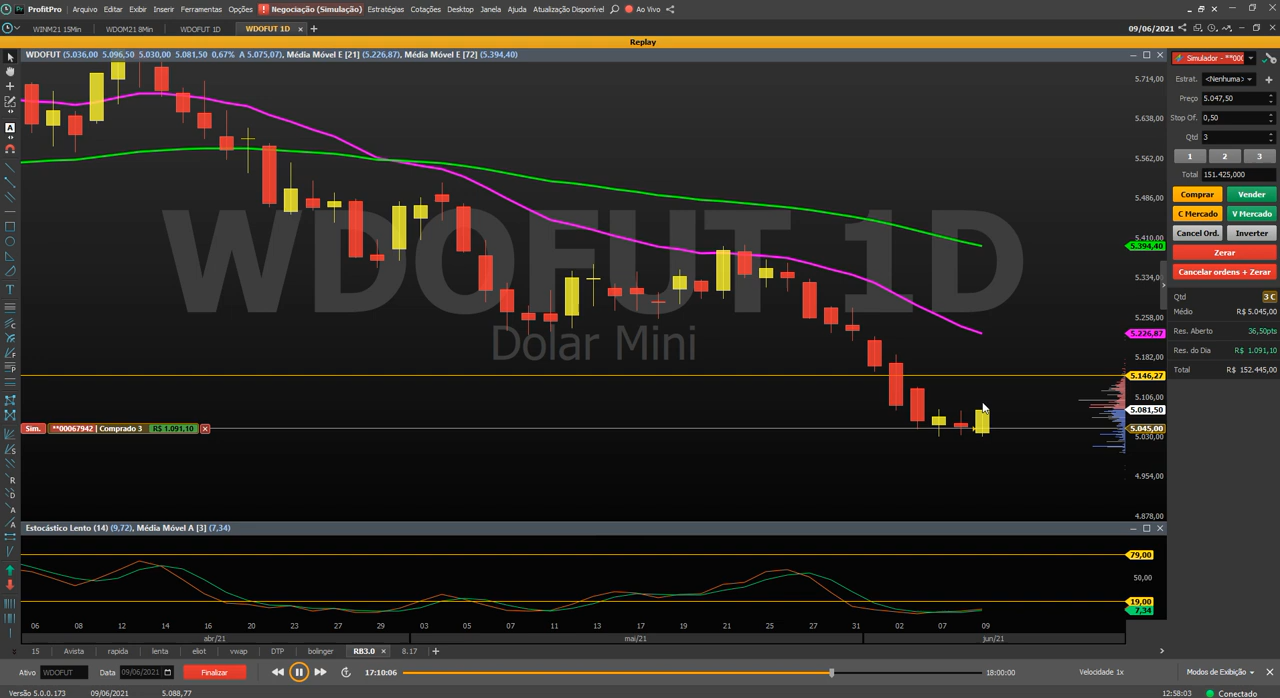 ProfitPro Arquivo Editar Exibir Inserir Ferramentas Opções Negociação (Simulação) Estratégias Cotações Desktop Janela Ajuda Atualização Disponível Ao Vivo
WINM21 15Min WDOM21 8Min WDOFUT 1D WDOFUT 1D 09/06/2021
Replay
WDOFUT (5.036,00 5.096,50 5.030,00 5.081,50 0,67% A 5.075,07), Média Móvel E [21] (5.226,87), Média Móvel E [72] (5.394,40)
WDOFUT 1D
Dolar Mini
5.714,00
5.638,00
5.562,00
5.486,00
5.410,00
5.394,40
5.334,00
5.258,00
5.226,87
5.182,00
5.146,27
5.106,00
5.081,50
5.045,00
5.030,00
4.954,00
4.878,00
Sim. **00067942 | Comprado 3 R$ 1.091,10
Simulador - **000
Estrat. <Nenhuma>
Preço 5.047,50
Stop Of. 0,50
Qtd 3
1 2 3
Total 151.425,000
Comprar Vender
C Mercado V Mercado
Cancel Ord. Inverter
Zerar
Cancelar ordens + Zerar
Qtd 3 C
Médio R$ 5.045,00
Res. Aberto 36,50pts
Res. do Dia R$ 1.091,10
Total R$ 152.445,00
Estocástico Lento (14) (9,72), Média Móvel A [3] (7,34)
79,00
50,00
19,00
7,34
06 08 12 14 16 20 22 27 29 03 05 07 11 13 17 19 21 25 27 31 02 07 09
abr/21 mai/21 jun/21
15 Avista rapida lenta eliot vwap DTP bolinger RB3.0 8.17
Ativo WDOFUT Data 09/06/2021 Finalizar 17:10:06 18:00:00 Velocidade 1x Modos de Exibição
Versão 5.0.0.173 09/06/2021 5.088,77 12:58:03 Conectado